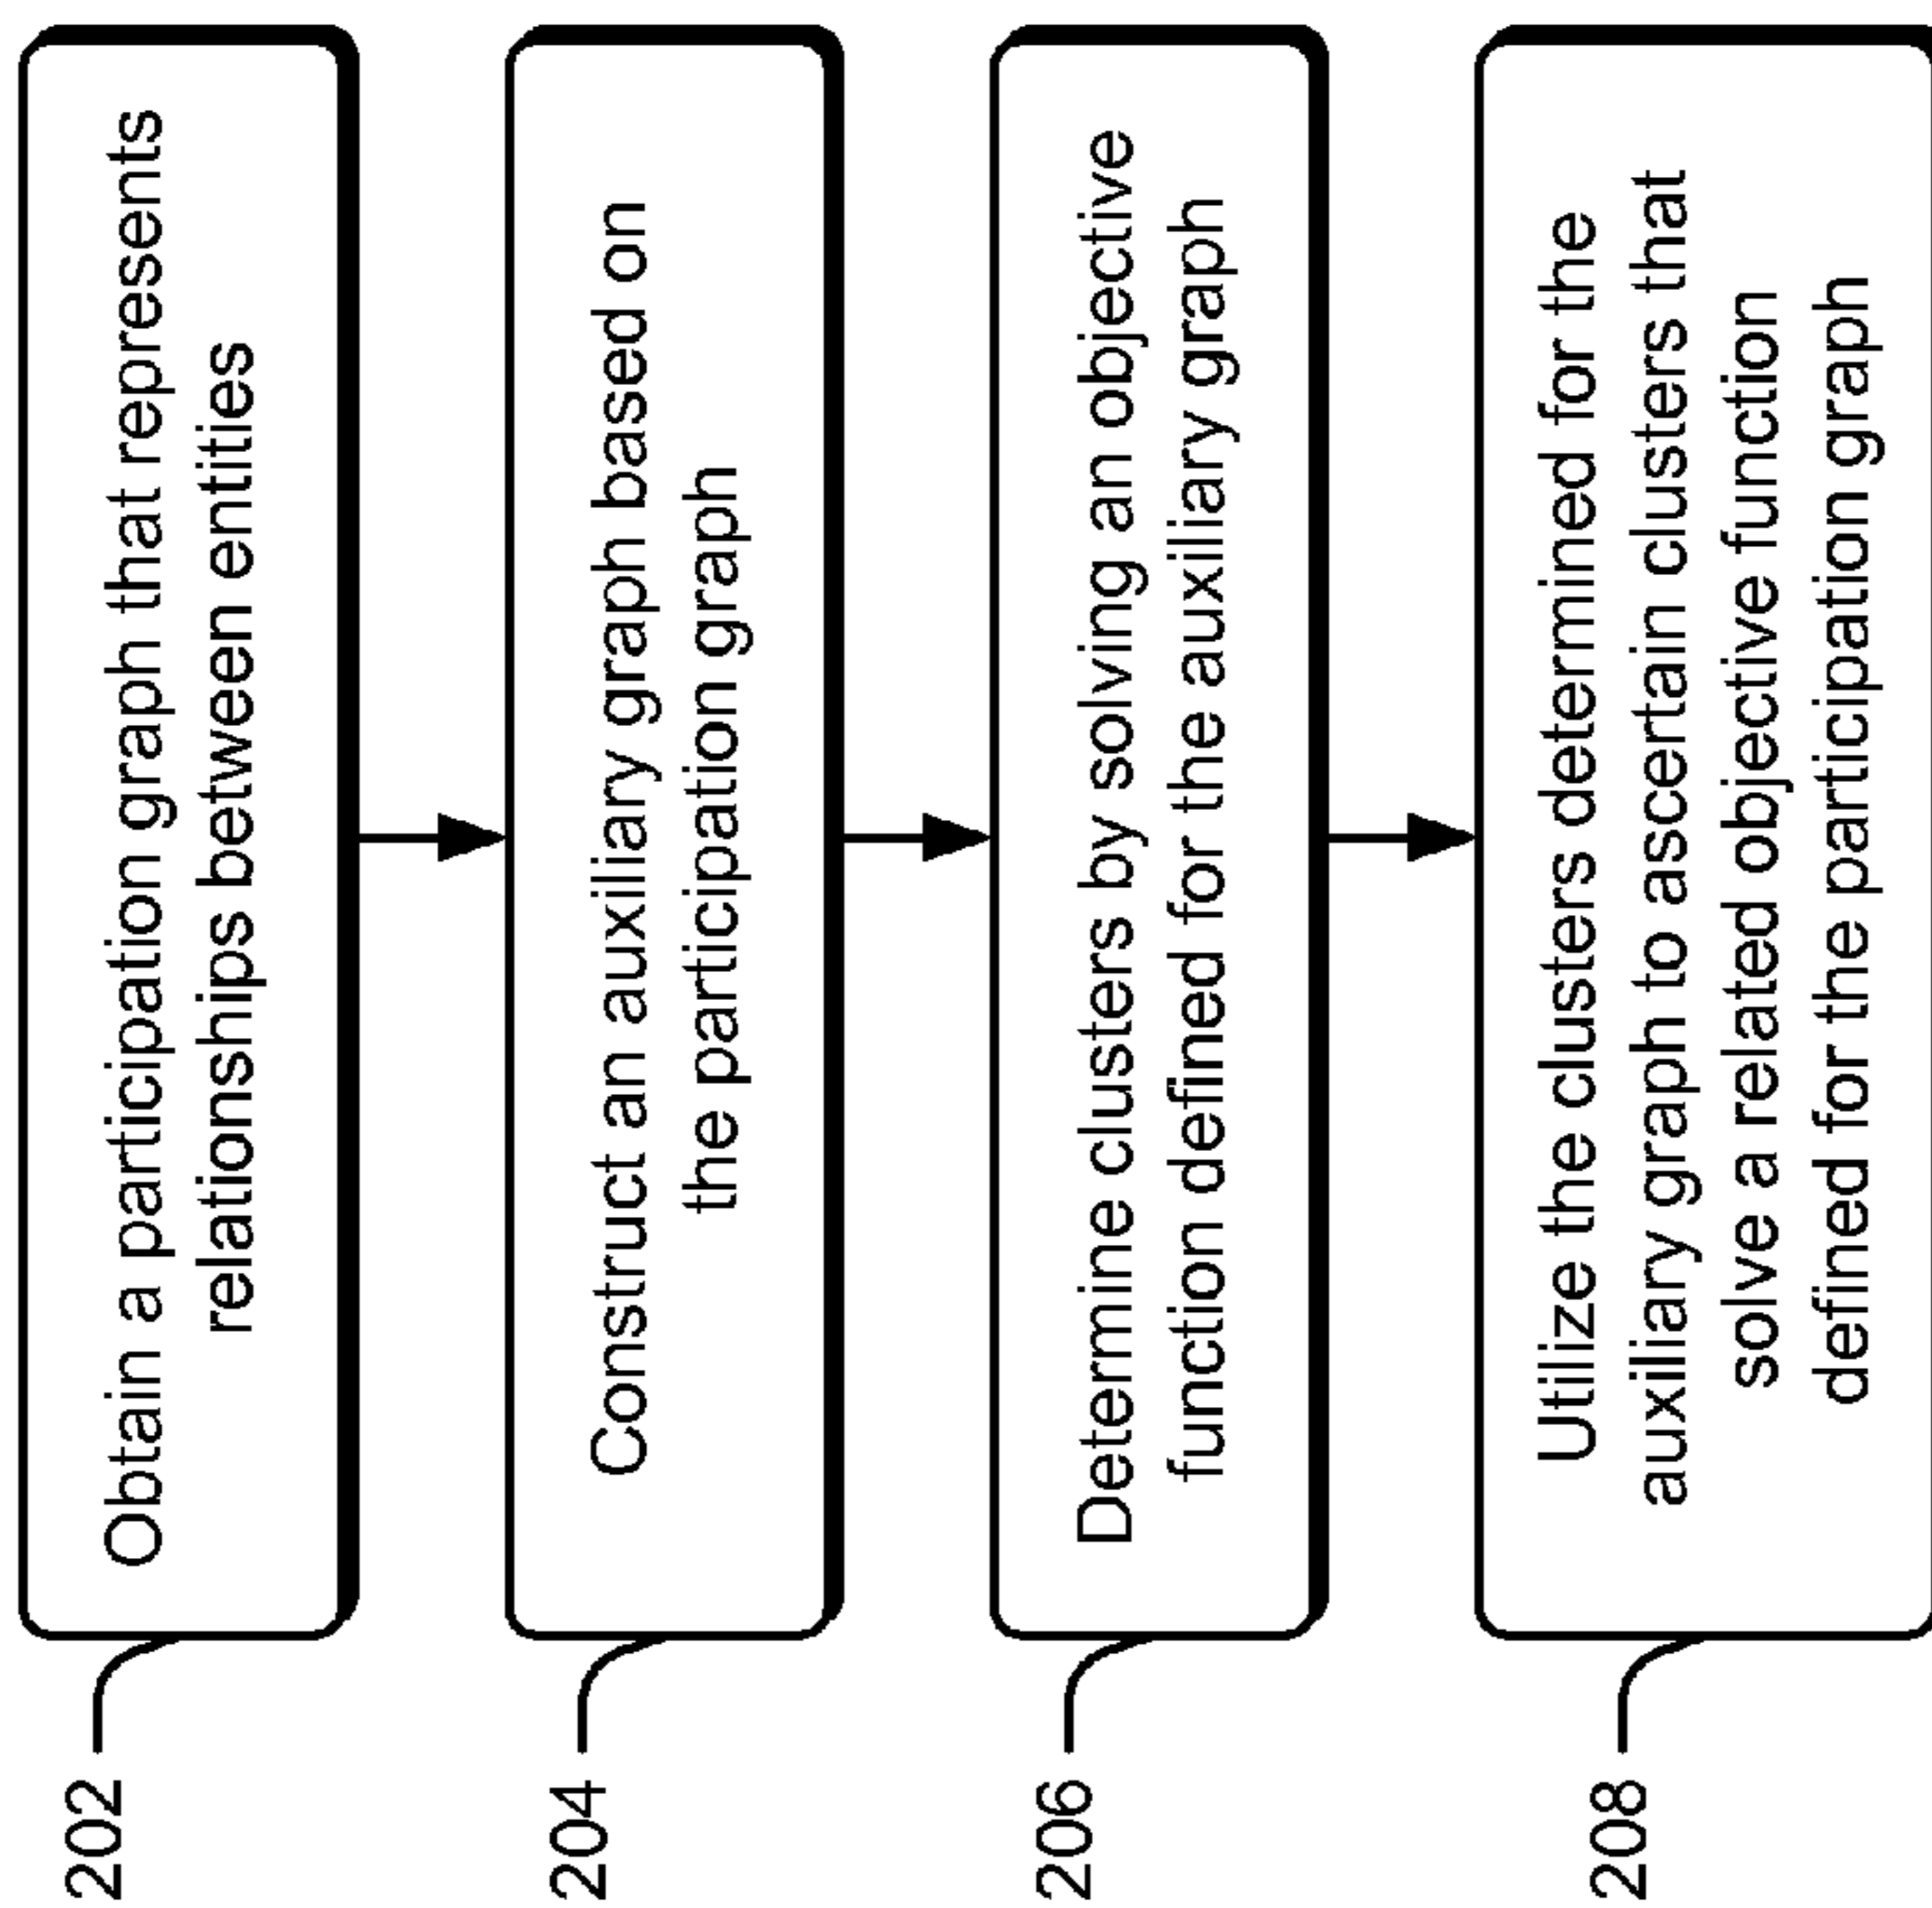 202
Obtain a participation graph that represents
relationships between entities
204
Construct an auxiliary graph based on
the participation graph
206
Determine clusters by solving an objective
function defined for the auxiliary graph
208
Utilize the clusters determined for the
auxiliary graph to ascertain clusters that
solve a related objective function
defined for the participation graph